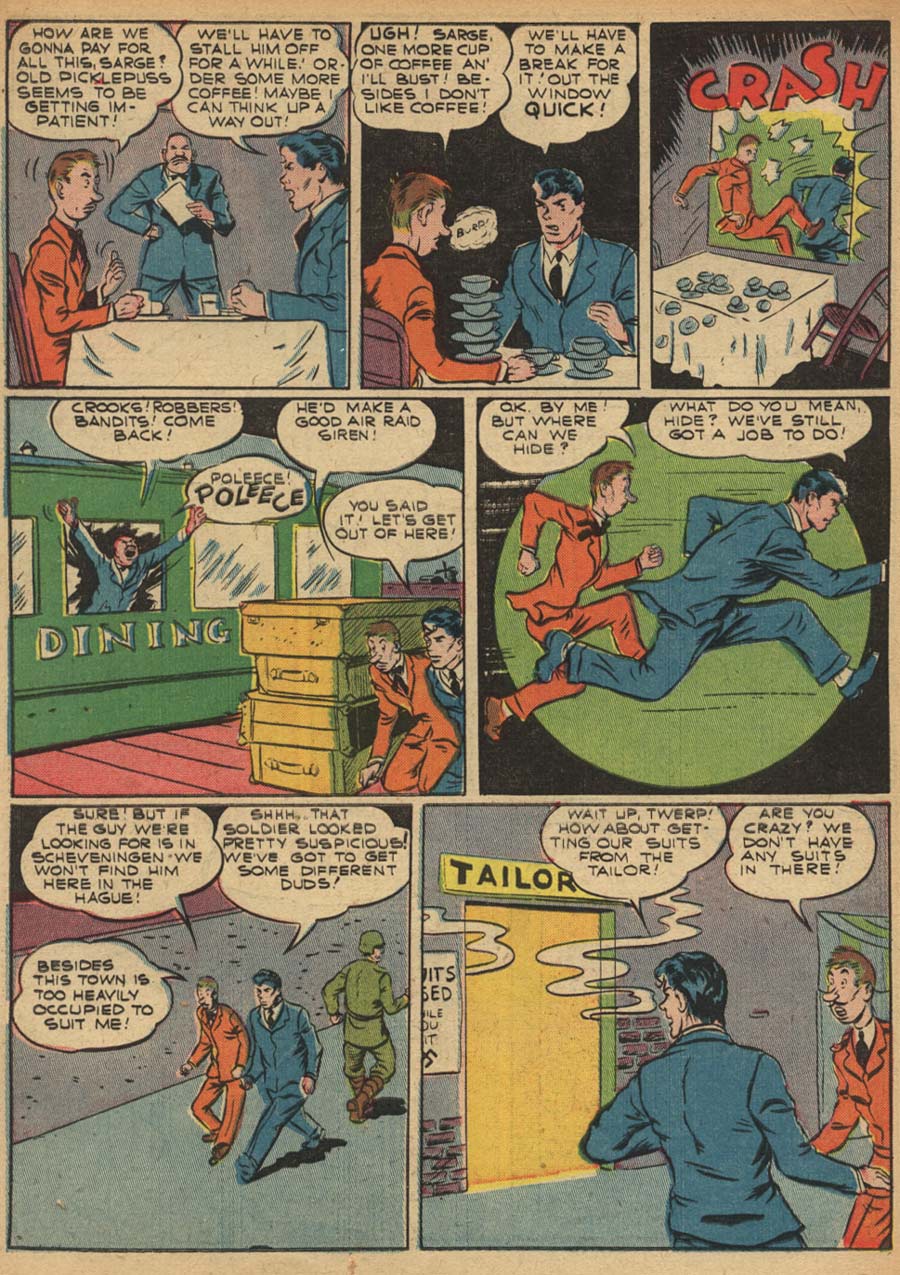 HOW ARE WE
GONNA PAY FOR
ALL THIS, SARGE?
OLD PICKLEPUSS
SEEMS TO BE
GETTING IM-
PATIENT!
WE'LL HAVE TO
STALL HIM OFF
FOR A WHILE! OR-
DER SOME MORE
COFFEE! MAYBE I
CAN THINK UP A
WAY OUT!
UGH! SARGE,
ONE MORE CUP
OF COFFEE AN'
I'LL BUST! BE-
SIDES I DON'T
LIKE COFFEE!
BURP!
WE'LL HAVE
TO MAKE A
BREAK FOR
IT! OUT THE
WINDOW
QUICK!
CRASH
CROOKS! ROBBERS!
BANDITS! COME
BACK!
POLEECE!
POLEECE
HE'D MAKE A
GOOD AIR RAID
SIREN!
YOU SAID
IT! LET'S GET
OUT OF HERE!
DINING
O.K. BY ME!
BUT WHERE
CAN WE
HIDE?
WHAT DO YOU MEAN,
HIDE? WE'VE STILL
GOT A JOB TO DO!
SURE! BUT IF
THE GUY WE'RE
LOOKING FOR IS IN
SCHEVENINGEN-WE
WON'T FIND HIM
HERE IN THE
HAGUE!
BESIDES
THIS TOWN IS
TOO HEAVILY
OCCUPIED TO
SUIT ME!
SHHH...THAT
SOLDIER LOOKED
PRETTY SUSPICIOUS!
WE'VE GOT TO GET
SOME DIFFERENT
DUDS!
WAIT UP, TWERP!
HOW ABOUT GET-
TING OUR SUITS
FROM THE
TAILOR!
ARE YOU
CRAZY? WE
DON'T HAVE
ANY SUITS
IN THERE!
TAILOR
UITS
SED
ILE
OU
IT